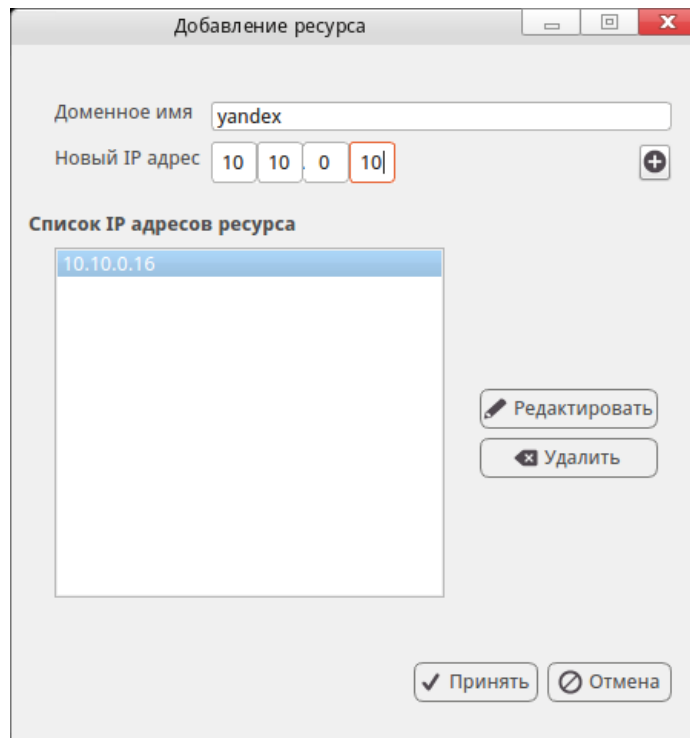 Добавление ресурса
Доменное имя yandex
Новый IP адрес 10 10 . 0 10
Список IP адресов ресурса
10.10.0.16
Редактировать
Удалить
Принять Отмена